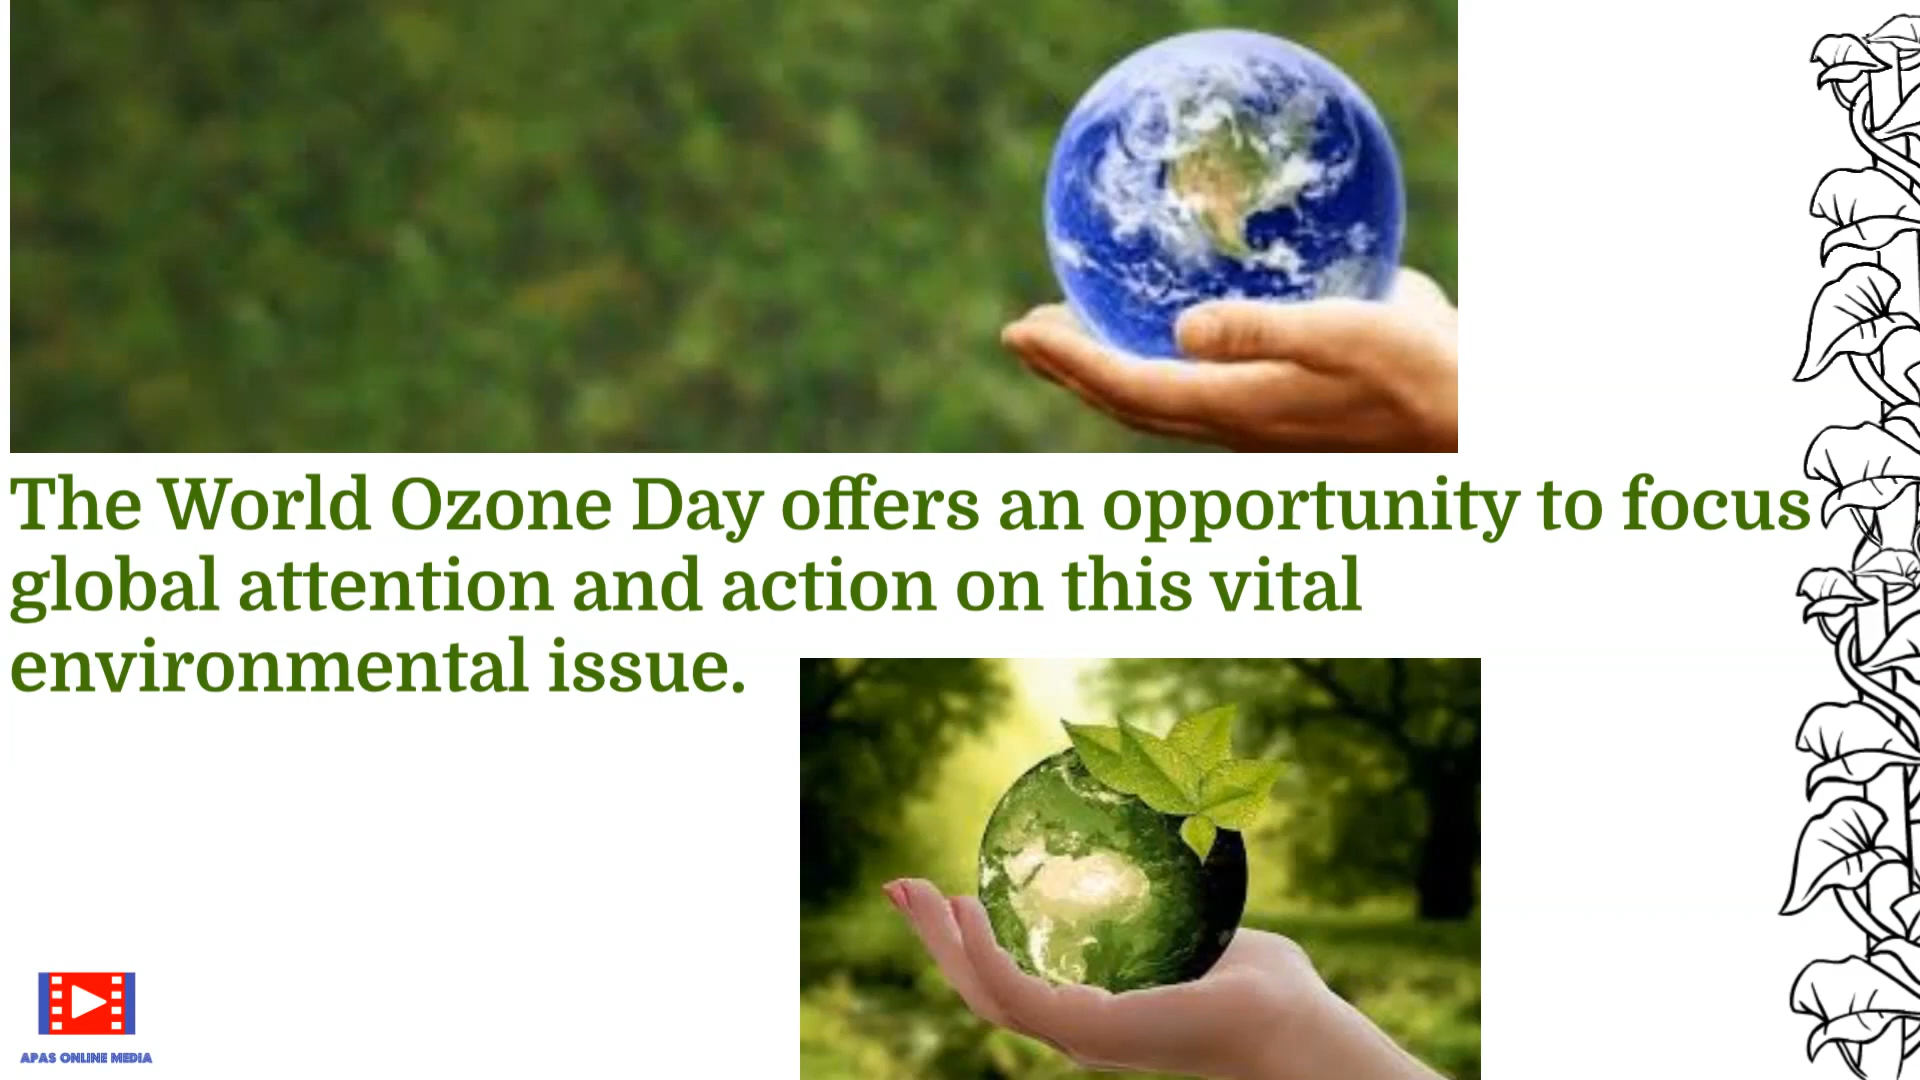 The World Ozone Day offers an opportunity to focus
global attention and action on this vital
environmental issue.
APAS ONLINE MEDIA